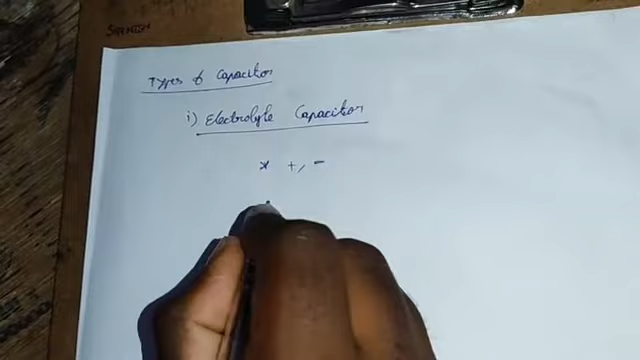 Types of Capacitor
i) Electrolyte Capacitor
* +, -